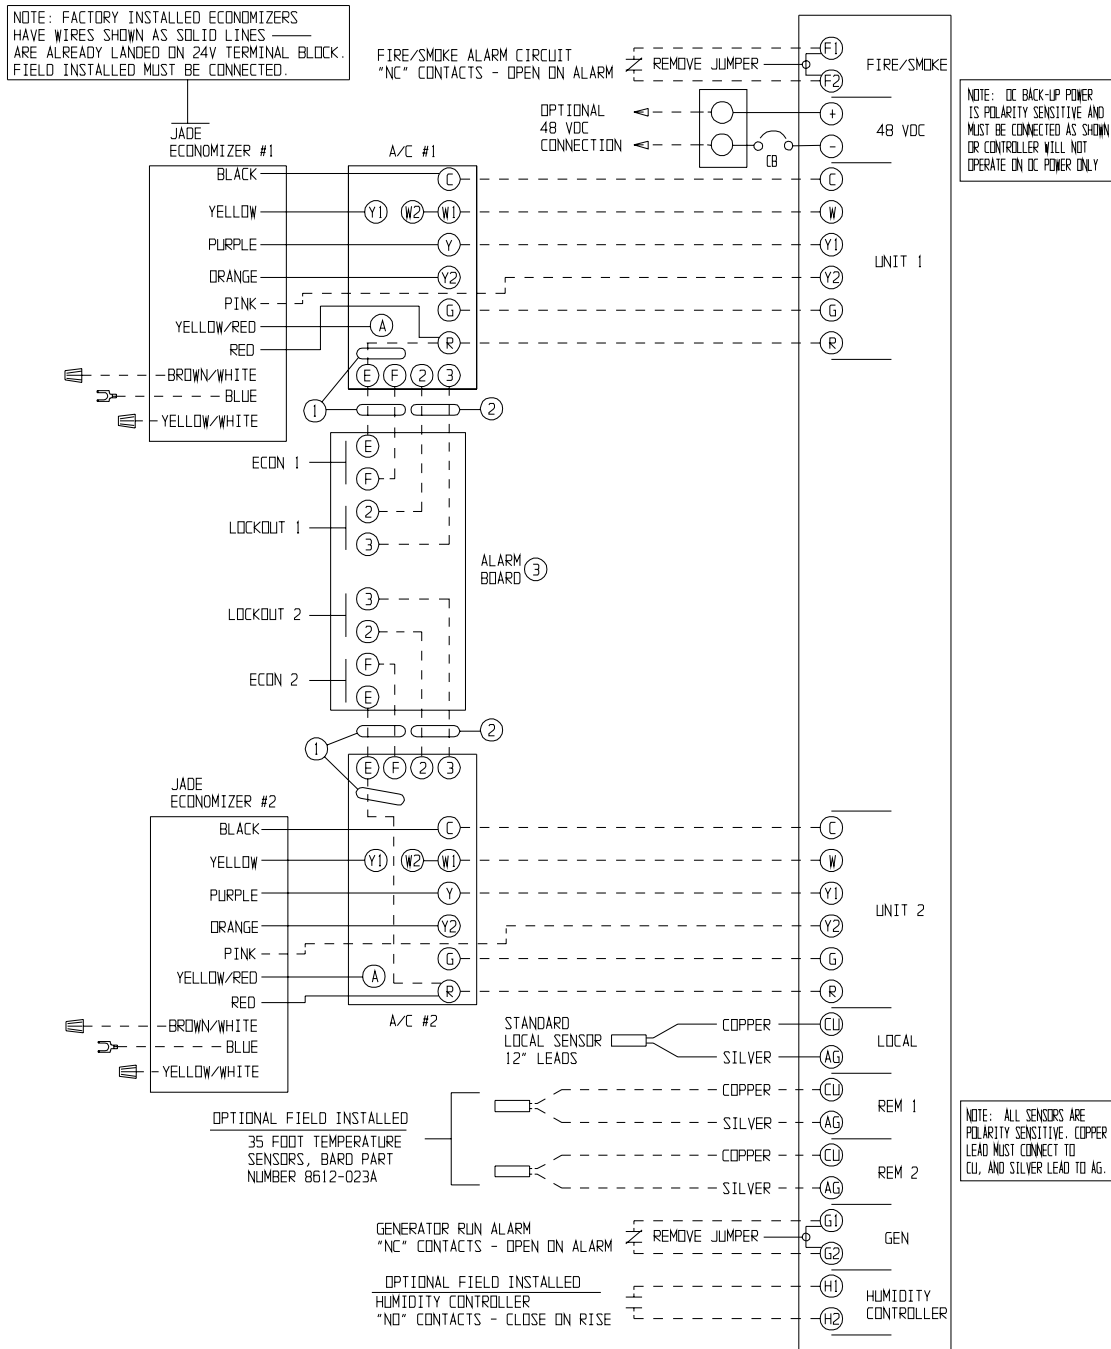 NOTE: FACTORY INSTALLED ECONOMIZERS
HAVE WIRES SHOWN AS SOLID LINES
ARE ALREADY LANDED ON 24V TERMINAL BLOCK.
FIELD INSTALLED MUST BE CONNECTED.
FIRE/SMOKE ALARM CIRCUIT
"NC" CONTACTS - OPEN ON ALARM
REMOVE JUMPER
F1
F2
FIRE/SMOKE
OPTIONAL
48 VDC
CONNECTION
CB
+
-
48 VDC
NOTE: DC BACK-UP POWER
IS POLARITY SENSITIVE AND
MUST BE CONNECTED AS SHOWN
OR CONTROLLER WILL NOT
OPERATE ON DC POWER ONLY
JADE
ECONOMIZER #1
A/C #1
BLACK
C
C
YELLOW
Y1
W2
W1
W
PURPLE
Y
Y1
UNIT 1
ORANGE
Y2
Y2
PINK
G
G
YELLOW/RED
A
RED
R
R
BROWN/WHITE
E
F
2
3
BLUE
YELLOW/WHITE
1
2
ECON 1
E
F
LOCKOUT 1
2
3
ALARM
BOARD
3
LOCKOUT 2
3
2
ECON 2
F
E
1
2
E
F
2
3
JADE
ECONOMIZER #2
BLACK
C
C
YELLOW
Y1
W2
W1
W
PURPLE
Y
Y1
UNIT 2
ORANGE
Y2
Y2
PINK
G
G
YELLOW/RED
A
RED
R
R
BROWN/WHITE
BLUE
YELLOW/WHITE
A/C #2
STANDARD
LOCAL SENSOR
12" LEADS
COPPER
CU
SILVER
AG
LOCAL
OPTIONAL FIELD INSTALLED
35 FOOT TEMPERATURE
SENSORS, BARD PART
NUMBER 8612-023A
COPPER
CU
SILVER
AG
REM 1
COPPER
CU
SILVER
AG
REM 2
NOTE: ALL SENSORS ARE
POLARITY SENSITIVE. COPPER
LEAD MUST CONNECT TO
CU, AND SILVER LEAD TO AG.
GENERATOR RUN ALARM
"NC" CONTACTS - OPEN ON ALARM
REMOVE JUMPER
G1
G2
GEN
OPTIONAL FIELD INSTALLED
HUMIDITY CONTROLLER
"NO" CONTACTS - CLOSE ON RISE
H1
H2
HUMIDITY
CONTROLLER